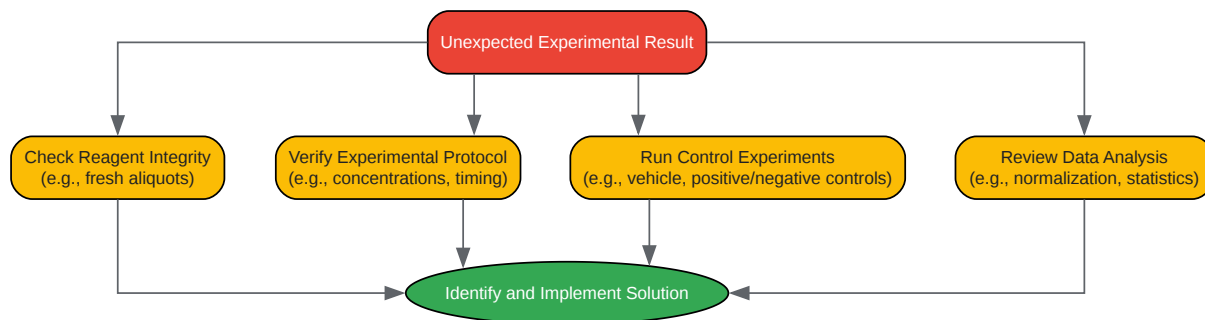 Unexpected Experimental Result
Check Reagent Integrity
(e.g., fresh aliquots)
Verify Experimental Protocol
(e.g., concentrations, timing)
Run Control Experiments
(e.g., vehicle, positive/negative controls)
Review Data Analysis
(e.g., normalization, statistics)
Identify and Implement Solution